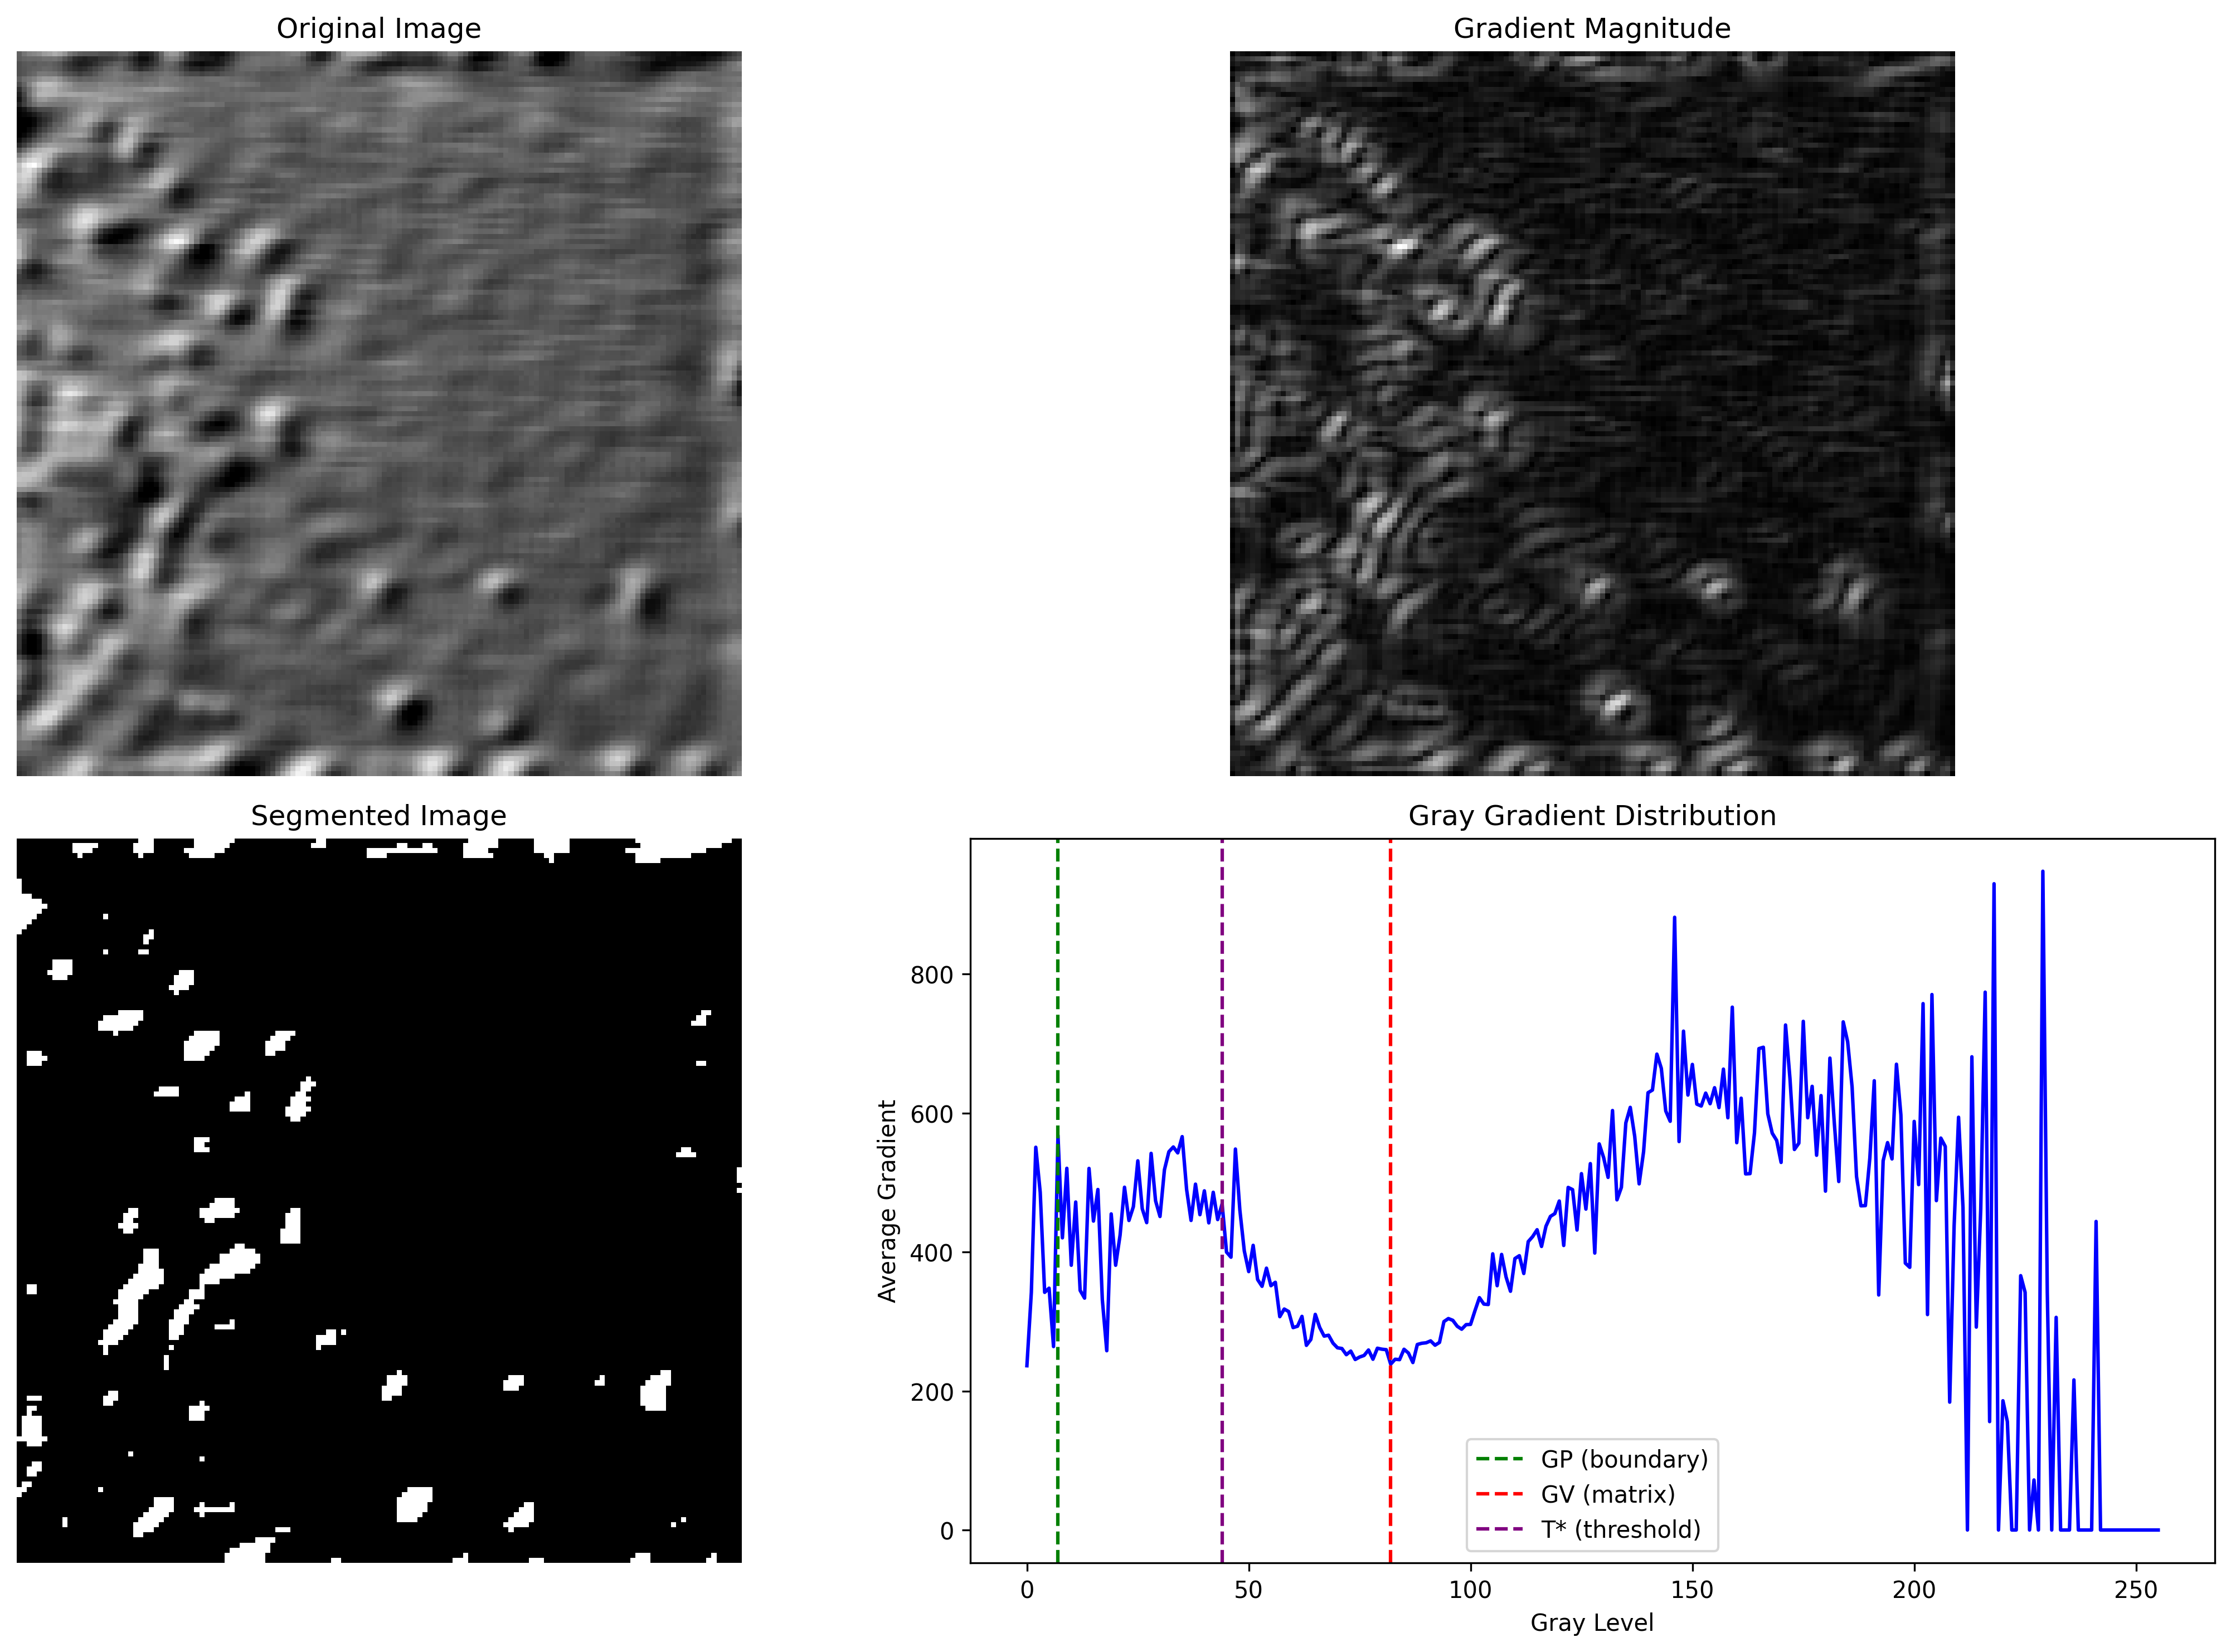 Original Image
Gradient Magnitude
Segmented Image
Gray Gradient Distribution
Average Gradient
800
600
400
200
0
GP (boundary)
GV (matrix)
T* (threshold)
0 50 100 150 200 250
Gray Level